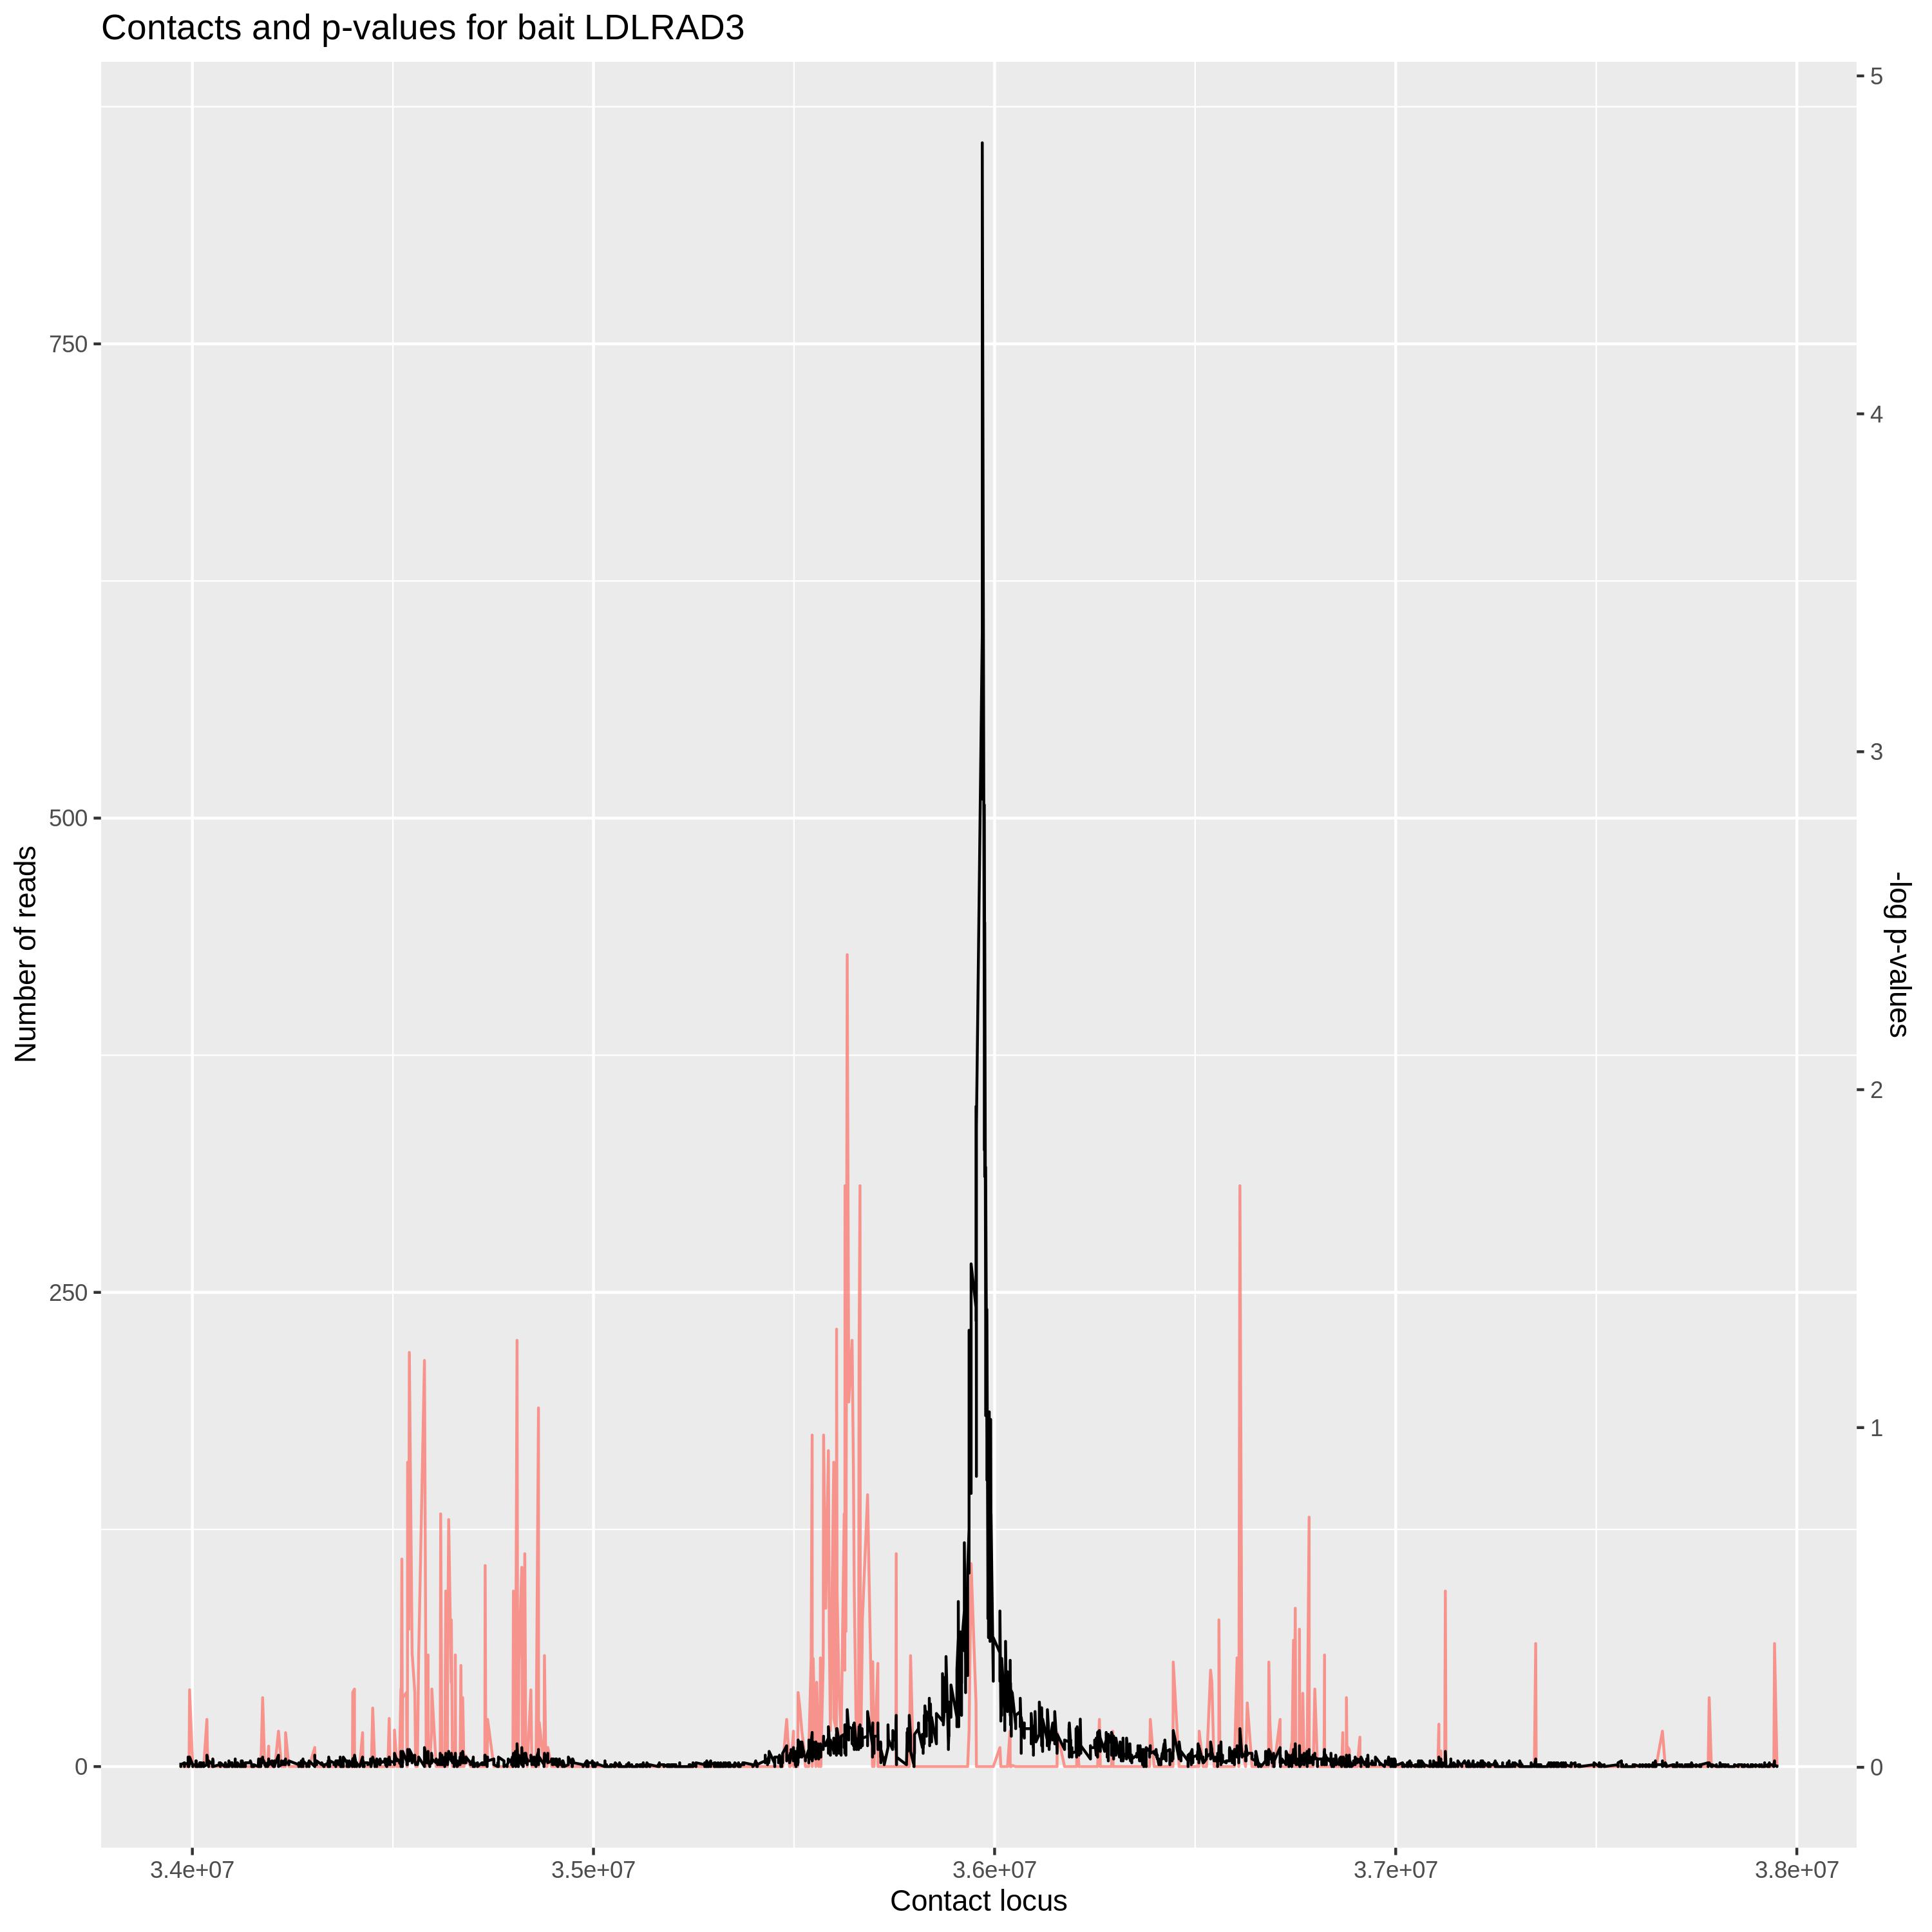 Contacts and p-values for bait LDLRAD3
Number of reads
750
500
250
0
5
4
3
2
1
0
-log p-values
3.4e+07
3.5e+07
3.6e+07
3.7e+07
3.8e+07
Contact locus